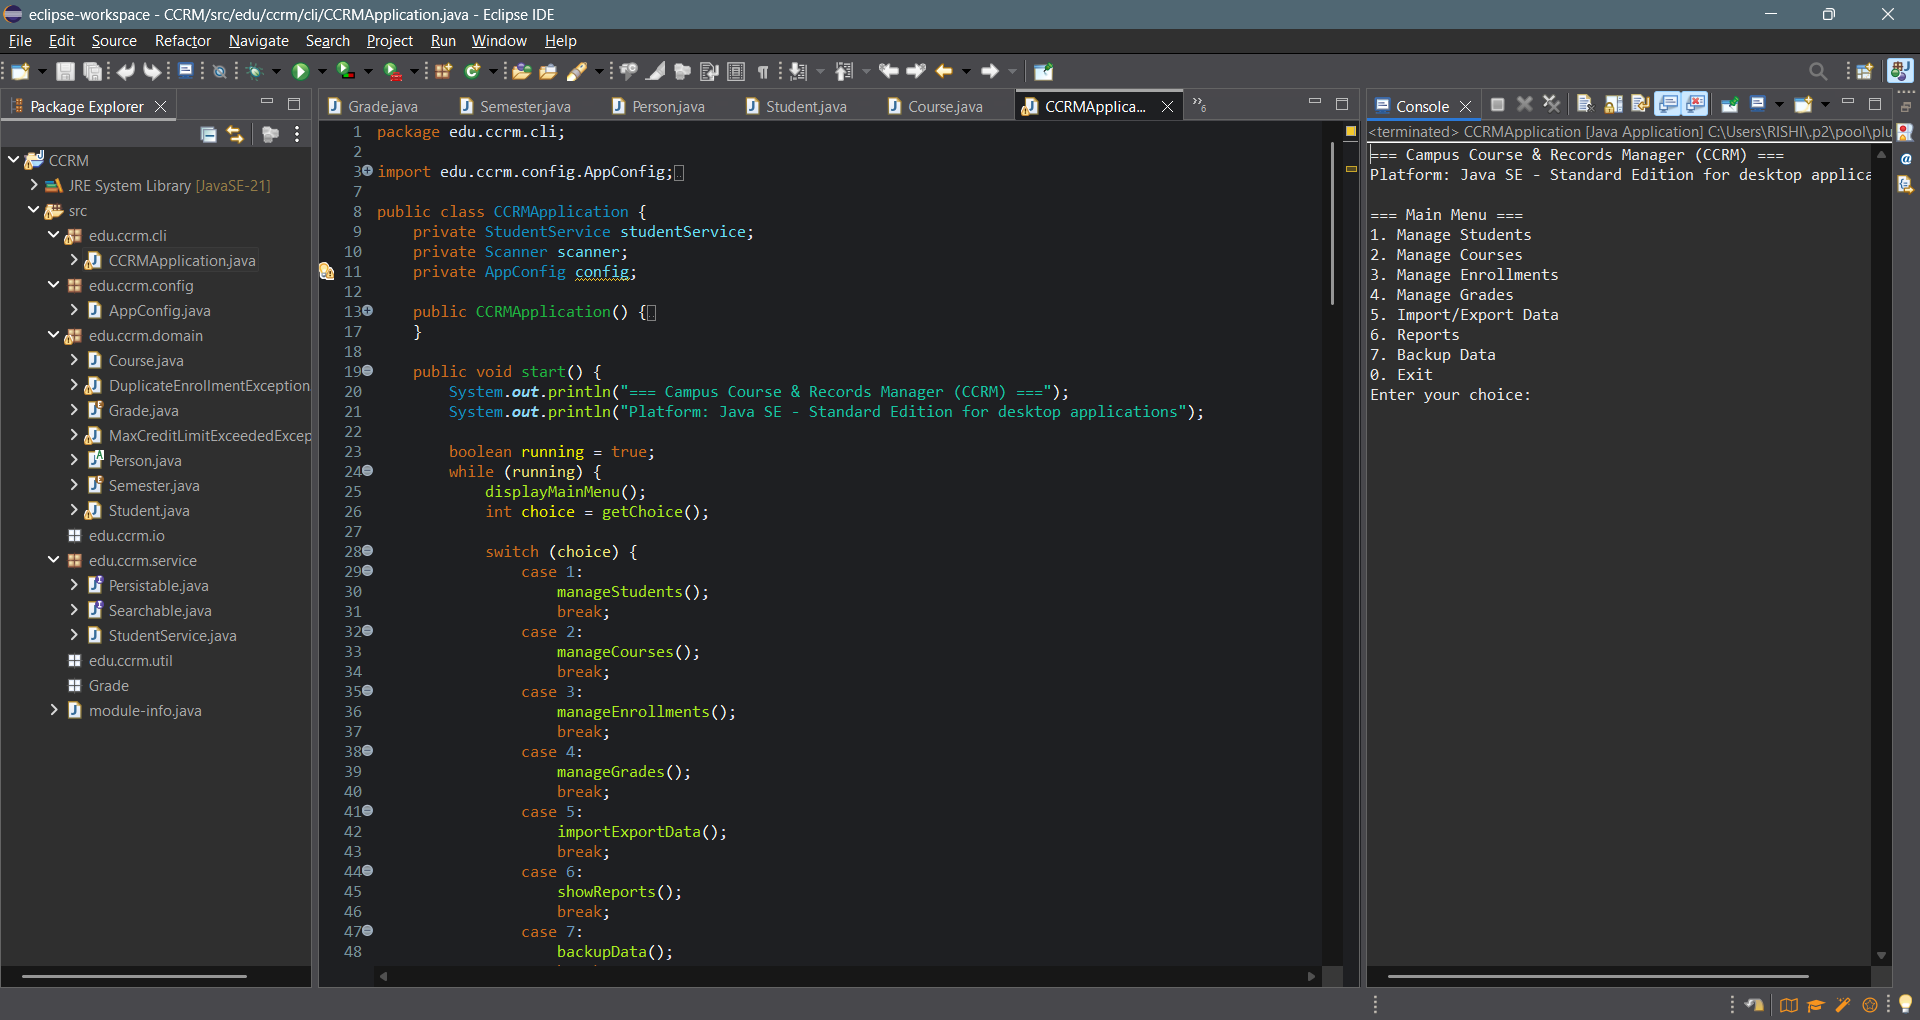 eclipse-workspace - CCRM/src/edu/ccrm/cli/CCRMApplication.java - Eclipse IDE
File Edit Source Refactor Navigate Search Project Run Window Help
Package Explorer
CCRM
JRE System Library [JavaSE-21]
src
edu.ccrm.cli
CCRMApplication.java
edu.ccrm.config
AppConfig.java
edu.ccrm.domain
Course.java
DuplicateEnrollmentException
Grade.java
MaxCreditLimitExceededExcep
Person.java
Semester.java
Student.java
edu.ccrm.io
edu.ccrm.service
Persistable.java
Searchable.java
StudentService.java
edu.ccrm.util
Grade
module-info.java
Grade.java Semester.java Person.java Student.java Course.java CCRMApplica... »6
1 package edu.ccrm.cli;
2
3 import edu.ccrm.config.AppConfig;
7
8 public class CCRMApplication {
9 private StudentService studentService;
10 private Scanner scanner;
11 private AppConfig config;
12
13 public CCRMApplication() {
17 }
18
19 public void start() {
20 System.out.println("=== Campus Course & Records Manager (CCRM) ===");
21 System.out.println("Platform: Java SE - Standard Edition for desktop applications");
22
23 boolean running = true;
24 while (running) {
25 displayMainMenu();
26 int choice = getChoice();
27
28 switch (choice) {
29 case 1:
30 manageStudents();
31 break;
32 case 2:
33 manageCourses();
34 break;
35 case 3:
36 manageEnrollments();
37 break;
38 case 4:
39 manageGrades();
40 break;
41 case 5:
42 importExportData();
43 break;
44 case 6:
45 showReports();
46 break;
47 case 7:
48 backupData();
Console
<terminated> CCRMApplication [Java Application] C:\Users\RISHI\.p2\pool\plu
=== Campus Course & Records Manager (CCRM) ===
Platform: Java SE - Standard Edition for desktop applica
=== Main Menu ===
1. Manage Students
2. Manage Courses
3. Manage Enrollments
4. Manage Grades
5. Import/Export Data
6. Reports
7. Backup Data
0. Exit
Enter your choice: